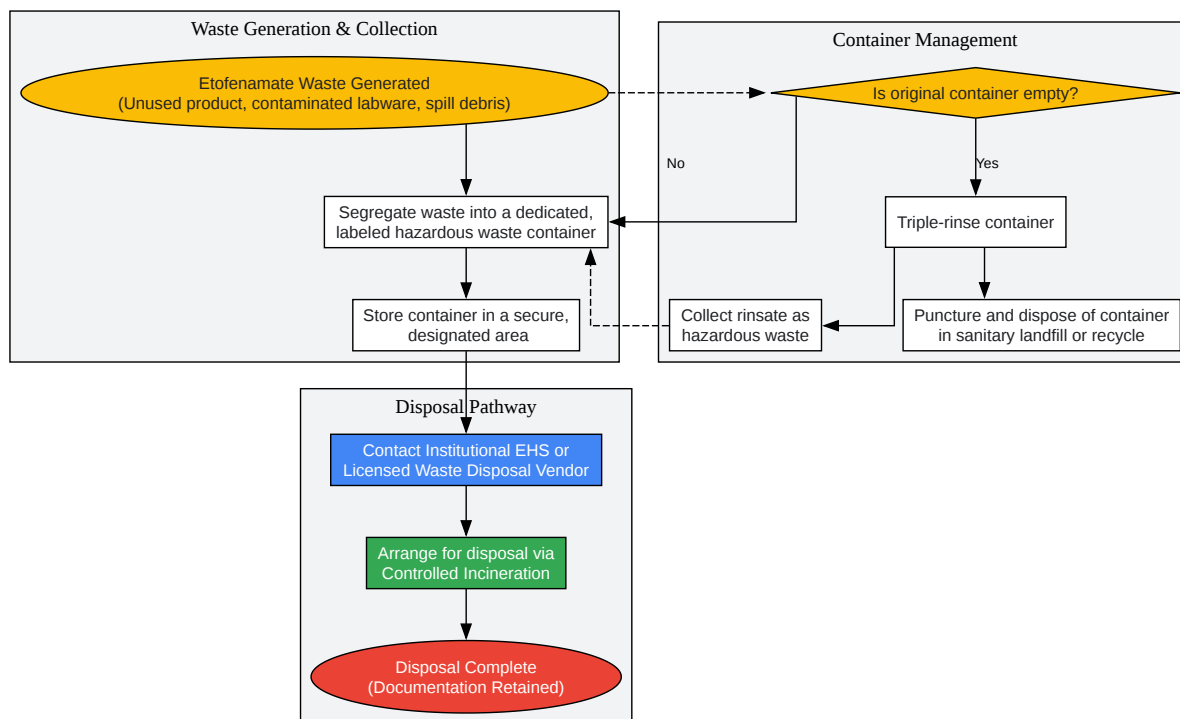 Waste Generation & Collection
Etofenamate Waste Generated
(Unused product, contaminated labware, spill debris)
Segregate waste into a dedicated,
labeled hazardous waste container
Store container in a secure,
designated area
Container Management
Is original container empty?
No
Yes
Triple-rinse container
Collect rinsate as
hazardous waste
Puncture and dispose of container
in sanitary landfill or recycle
Disposal Pathway
Contact Institutional EHS or
Licensed Waste Disposal Vendor
Arrange for disposal via
Controlled Incineration
Disposal Complete
(Documentation Retained)